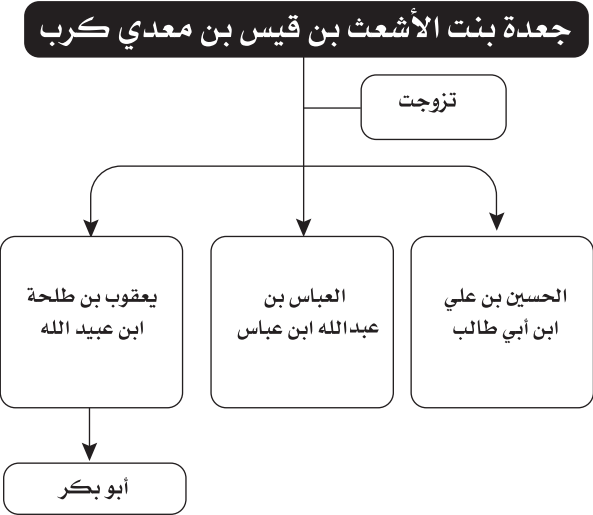 جعدة بنت الأشعث بن قيس بن معدي كرب
تزوجت
الحسين بن علي
ابن أبي طالب
العباس بن
عبدالله ابن عباس
يعقوب بن طلحة
ابن عبيد الله
أبو بكر